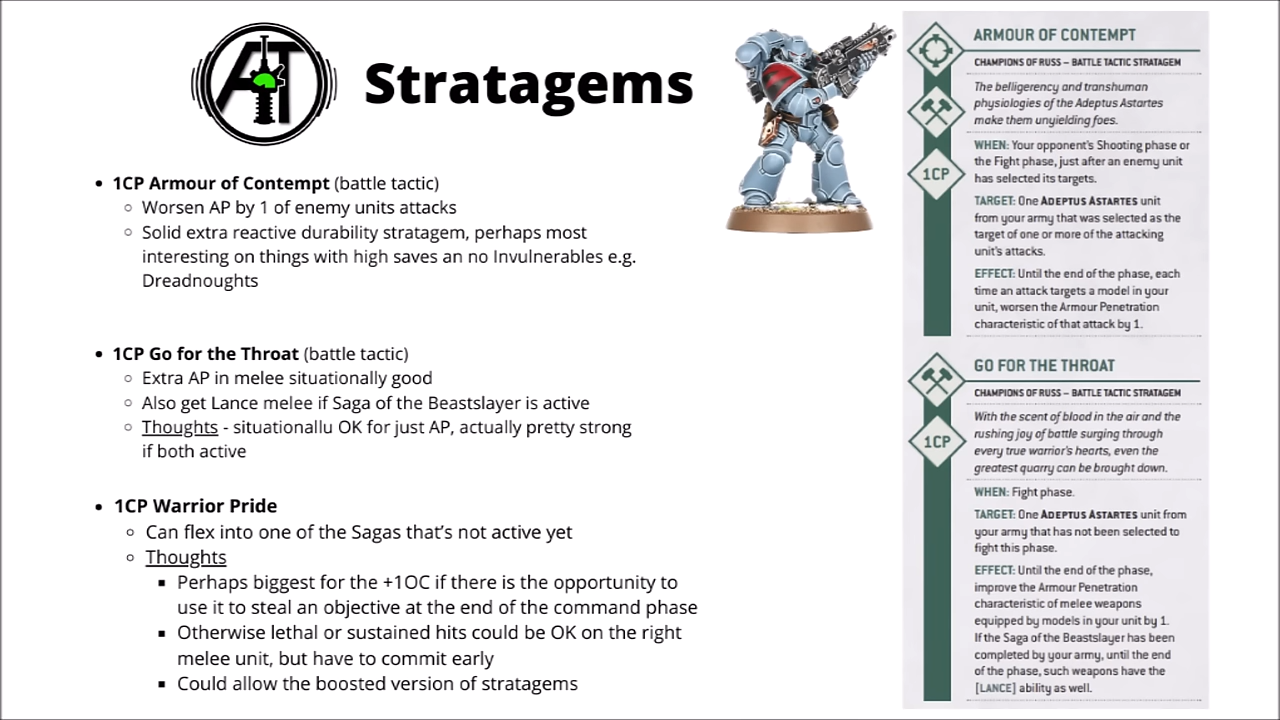 AT
Stratagems
• 1CP Armour of Contempt (battle tactic)
○ Worsen AP by 1 of enemy units attacks
○ Solid extra reactive durability stratagem, perhaps most
interesting on things with high saves an no Invulnerables e.g.
Dreadnoughts
• 1CP Go for the Throat (battle tactic)
○ Extra AP in melee situationally good
○ Also get Lance melee if Saga of the Beastslayer is active
○ Thoughts - situationallu OK for just AP, actually pretty strong
if both active
• 1CP Warrior Pride
○ Can flex into one of the Sagas that's not active yet
○ Thoughts
▪ Perhaps biggest for the +1OC if there is the opportunity to
use it to steal an objective at the end of the command phase
▪ Otherwise lethal or sustained hits could be OK on the right
melee unit, but have to commit early
▪ Could allow the boosted version of stratagems
ARMOUR OF CONTEMPT
CHAMPIONS OF RUSS – BATTLE TACTIC STRATAGEM
The belligerency and transhuman
physiologies of the Adeptus Astartes
make them unyielding foes.
1CP
WHEN: Your opponent's Shooting phase or
the Fight phase, just after an enemy unit
has selected its targets.
TARGET: One ADEPTUS ASTARTES unit
from your army that was selected as the
target of one or more of the attacking
unit's attacks.
EFFECT: Until the end of the phase, each
time an attack targets a model in your
unit, worsen the Armour Penetration
characteristic of that attack by 1.
GO FOR THE THROAT
CHAMPIONS OF RUSS – BATTLE TACTIC STRATAGEM
With the scent of blood in the air and the
rushing joy of battle surging through
every true warrior's hearts, even the
greatest quarry can be brought down.
1CP
WHEN: Fight phase.
TARGET: One ADEPTUS ASTARTES unit from
your army that has not been selected to
fight this phase.
EFFECT: Until the end of the phase,
improve the Armour Penetration
characteristic of melee weapons
equipped by models in your unit by 1.
If the Saga of the Beastslayer has been
completed by your army, until the end
of the phase, such weapons have the
[LANCE] ability as well.